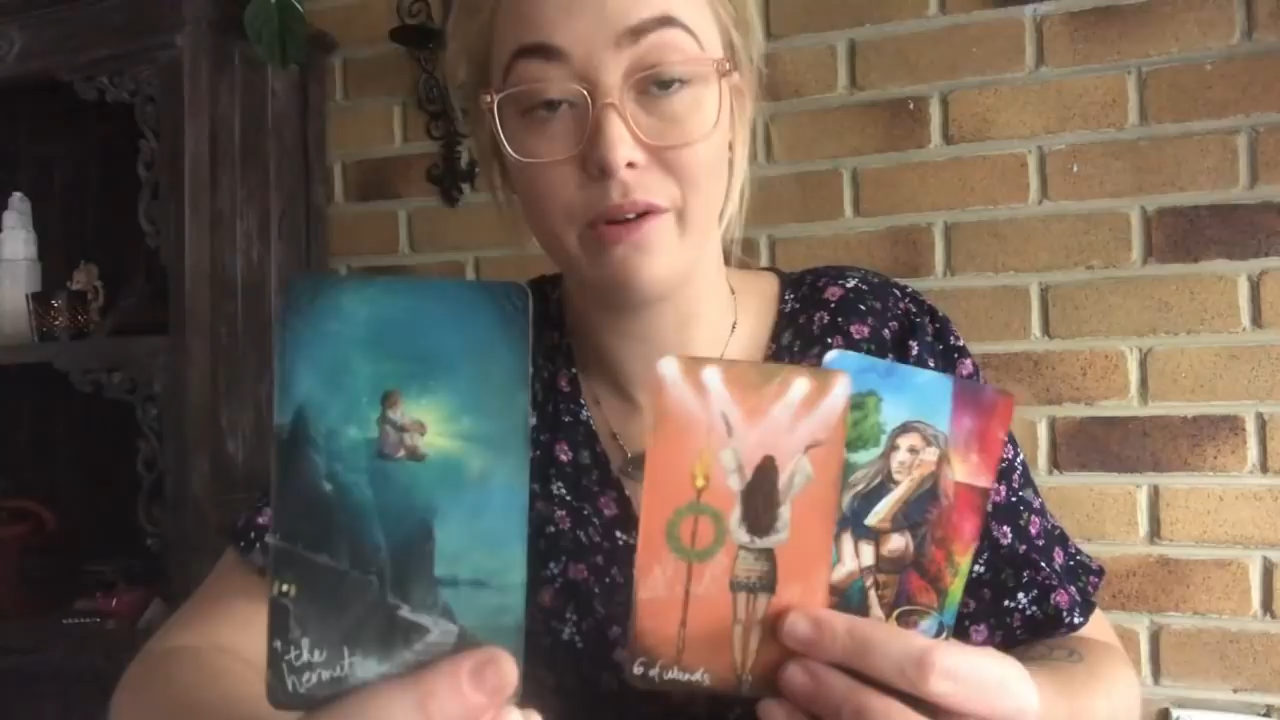 the
hermit
6 of wands